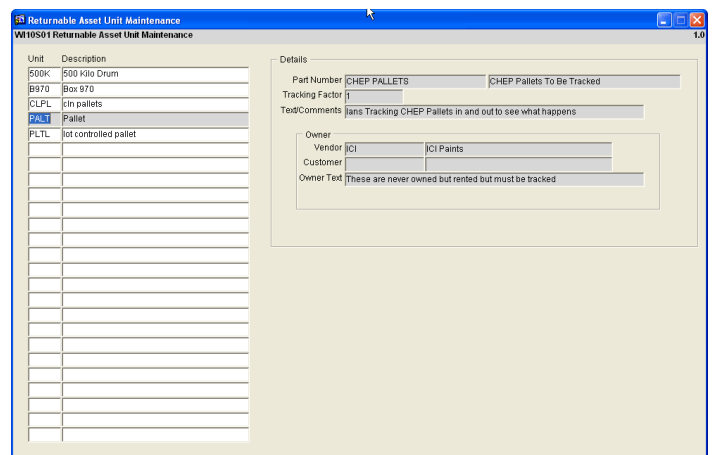 Returnable Asset Unit Maintenance
WI10S01 Returnable Asset Unit Maintenance 1.0
Unit Description
500K 500 Kilo Drum
B970 Box 970
CLPL cln pallets
PALT Pallet
PLTL lot controlled pallet
Details
Part Number CHEP PALLETS CHEP Pallets To Be Tracked
Tracking Factor 1
Text/Comments Ians Tracking CHEP Pallets in and out to see what happens
Owner
Vendor ICI ICI Paints
Customer
Owner Text These are never owned but rented but must be tracked